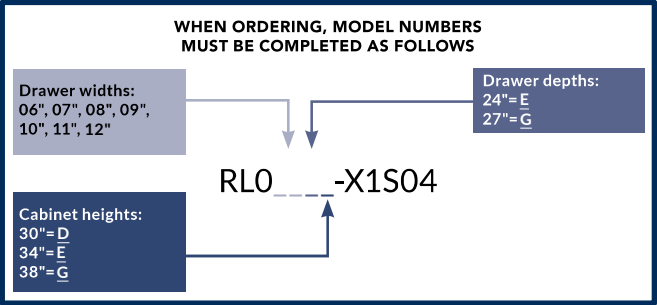 WHEN ORDERING, MODEL NUMBERS
MUST BE COMPLETED AS FOLLOWS
Drawer widths:
06", 07", 08", 09",
10", 11", 12"
Drawer depths:
24"=E
27"=G
RL0____-X1S04
Cabinet heights:
30"=D
34"=E
38"=G